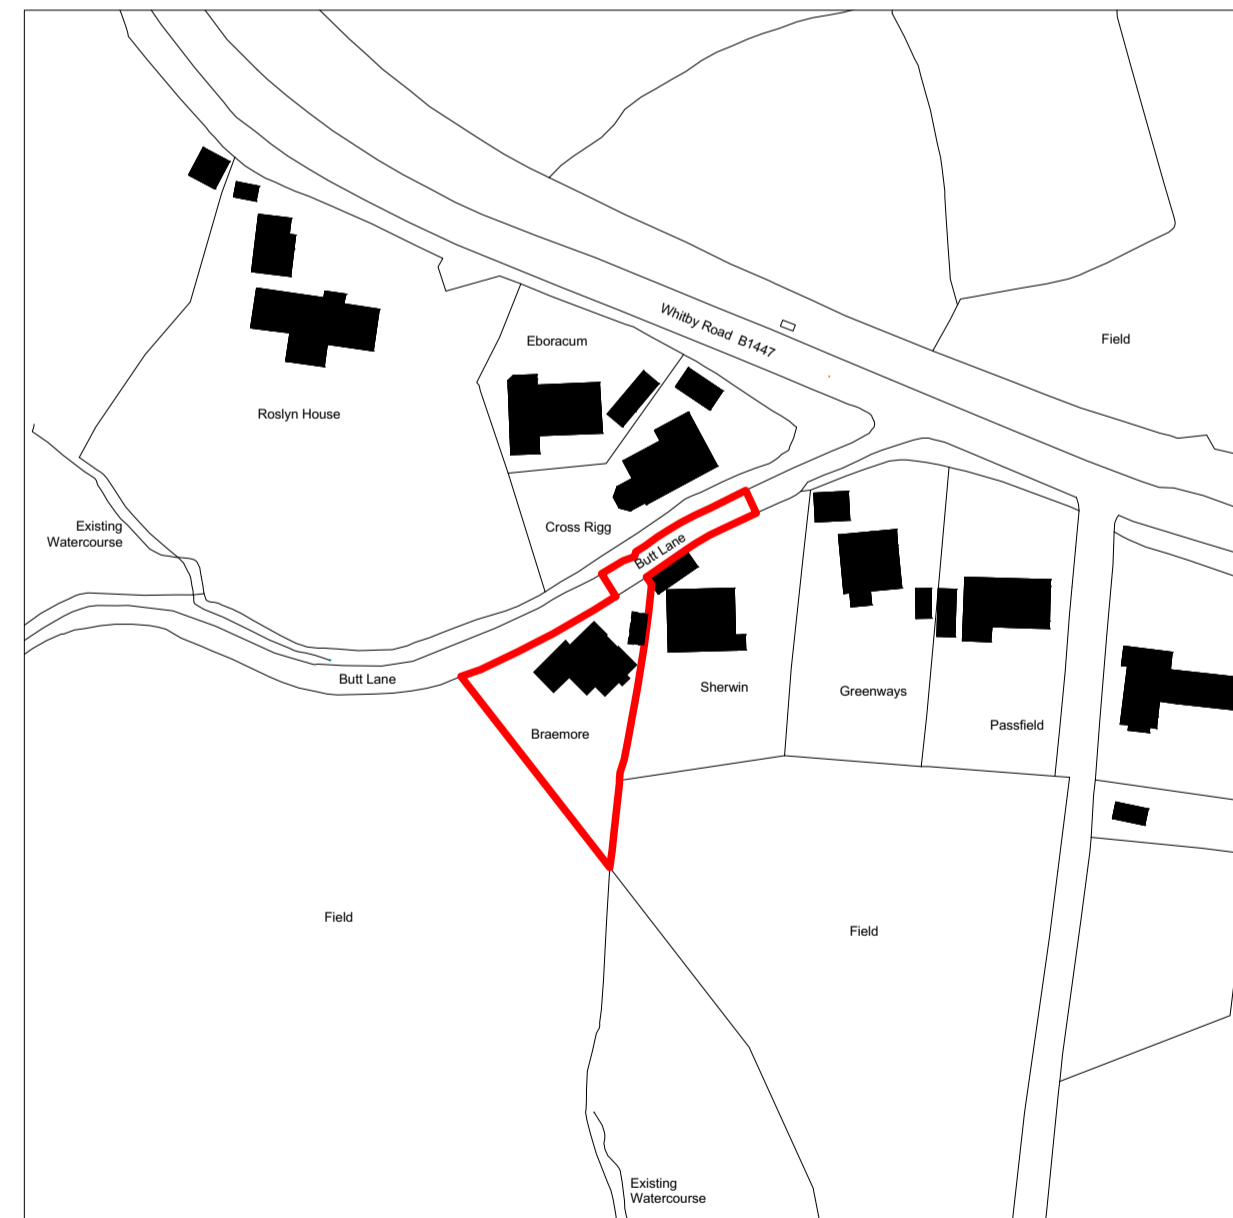 Whitby Road B1447
Field
Eboracum
Roslyn House
Existing
Watercourse
Cross Rigg
Butt Lane
Butt Lane
Sherwin
Greenways
Passfield
Braemore
Field
Field
Existing
Watercourse